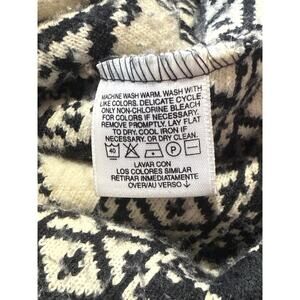 MACHINE WASH WARM. WASH WITH
LIKE COLORS. DELICATE CYCLE.
ONLY NON-CHLORINE BLEACH
FOR COLORS IF NECESSARY.
REMOVE PROMPTLY. LAY FLAT
TO DRY. COOL IRON IF
NECESSARY. OR DRY CLEAN.
40 P
LAVAR CON
LOS COLORES SIMILAR
RETIRAR INMEDIATAMENTE
OVER/AU VERSO ↓